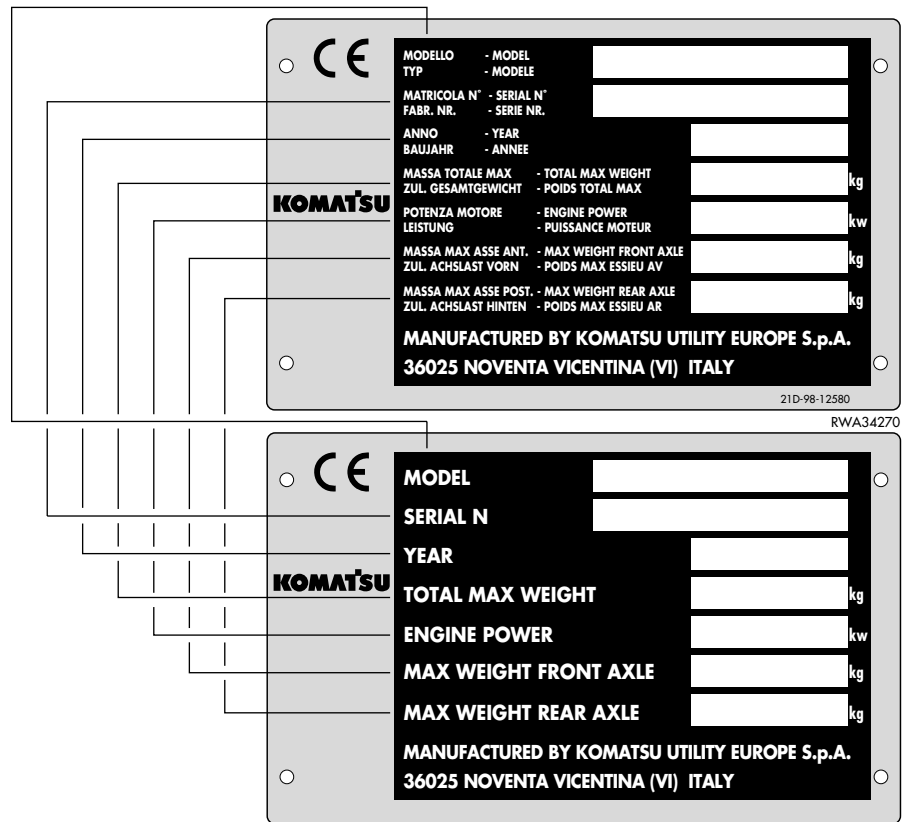 CE
MODELLO - MODEL
TYP - MODELE
MATRICOLA N° - SERIAL N°
FABR. NR. - SERIE NR.
ANNO - YEAR
BAUJAHR - ANNEE
MASSA TOTALE MAX - TOTAL MAX WEIGHT
ZUL. GESAMTGEWICHT - POIDS TOTAL MAX
kg
KOMATSU
POTENZA MOTORE - ENGINE POWER
LEISTUNG - PUISSANCE MOTEUR
kw
MASSA MAX ASSE ANT. - MAX WEIGHT FRONT AXLE
ZUL. ACHSLAST VORN - POIDS MAX ESSIEU AV
kg
MASSA MAX ASSE POST. - MAX WEIGHT REAR AXLE
ZUL. ACHSLAST HINTEN - POIDS MAX ESSIEU AR
kg
MANUFACTURED BY KOMATSU UTILITY EUROPE S.p.A.
36025 NOVENTA VICENTINA (VI) ITALY
21D-98-12580
RWA34270
CE
MODEL
SERIAL N
YEAR
KOMATSU
TOTAL MAX WEIGHT kg
ENGINE POWER kw
MAX WEIGHT FRONT AXLE kg
MAX WEIGHT REAR AXLE kg
MANUFACTURED BY KOMATSU UTILITY EUROPE S.p.A.
36025 NOVENTA VICENTINA (VI) ITALY